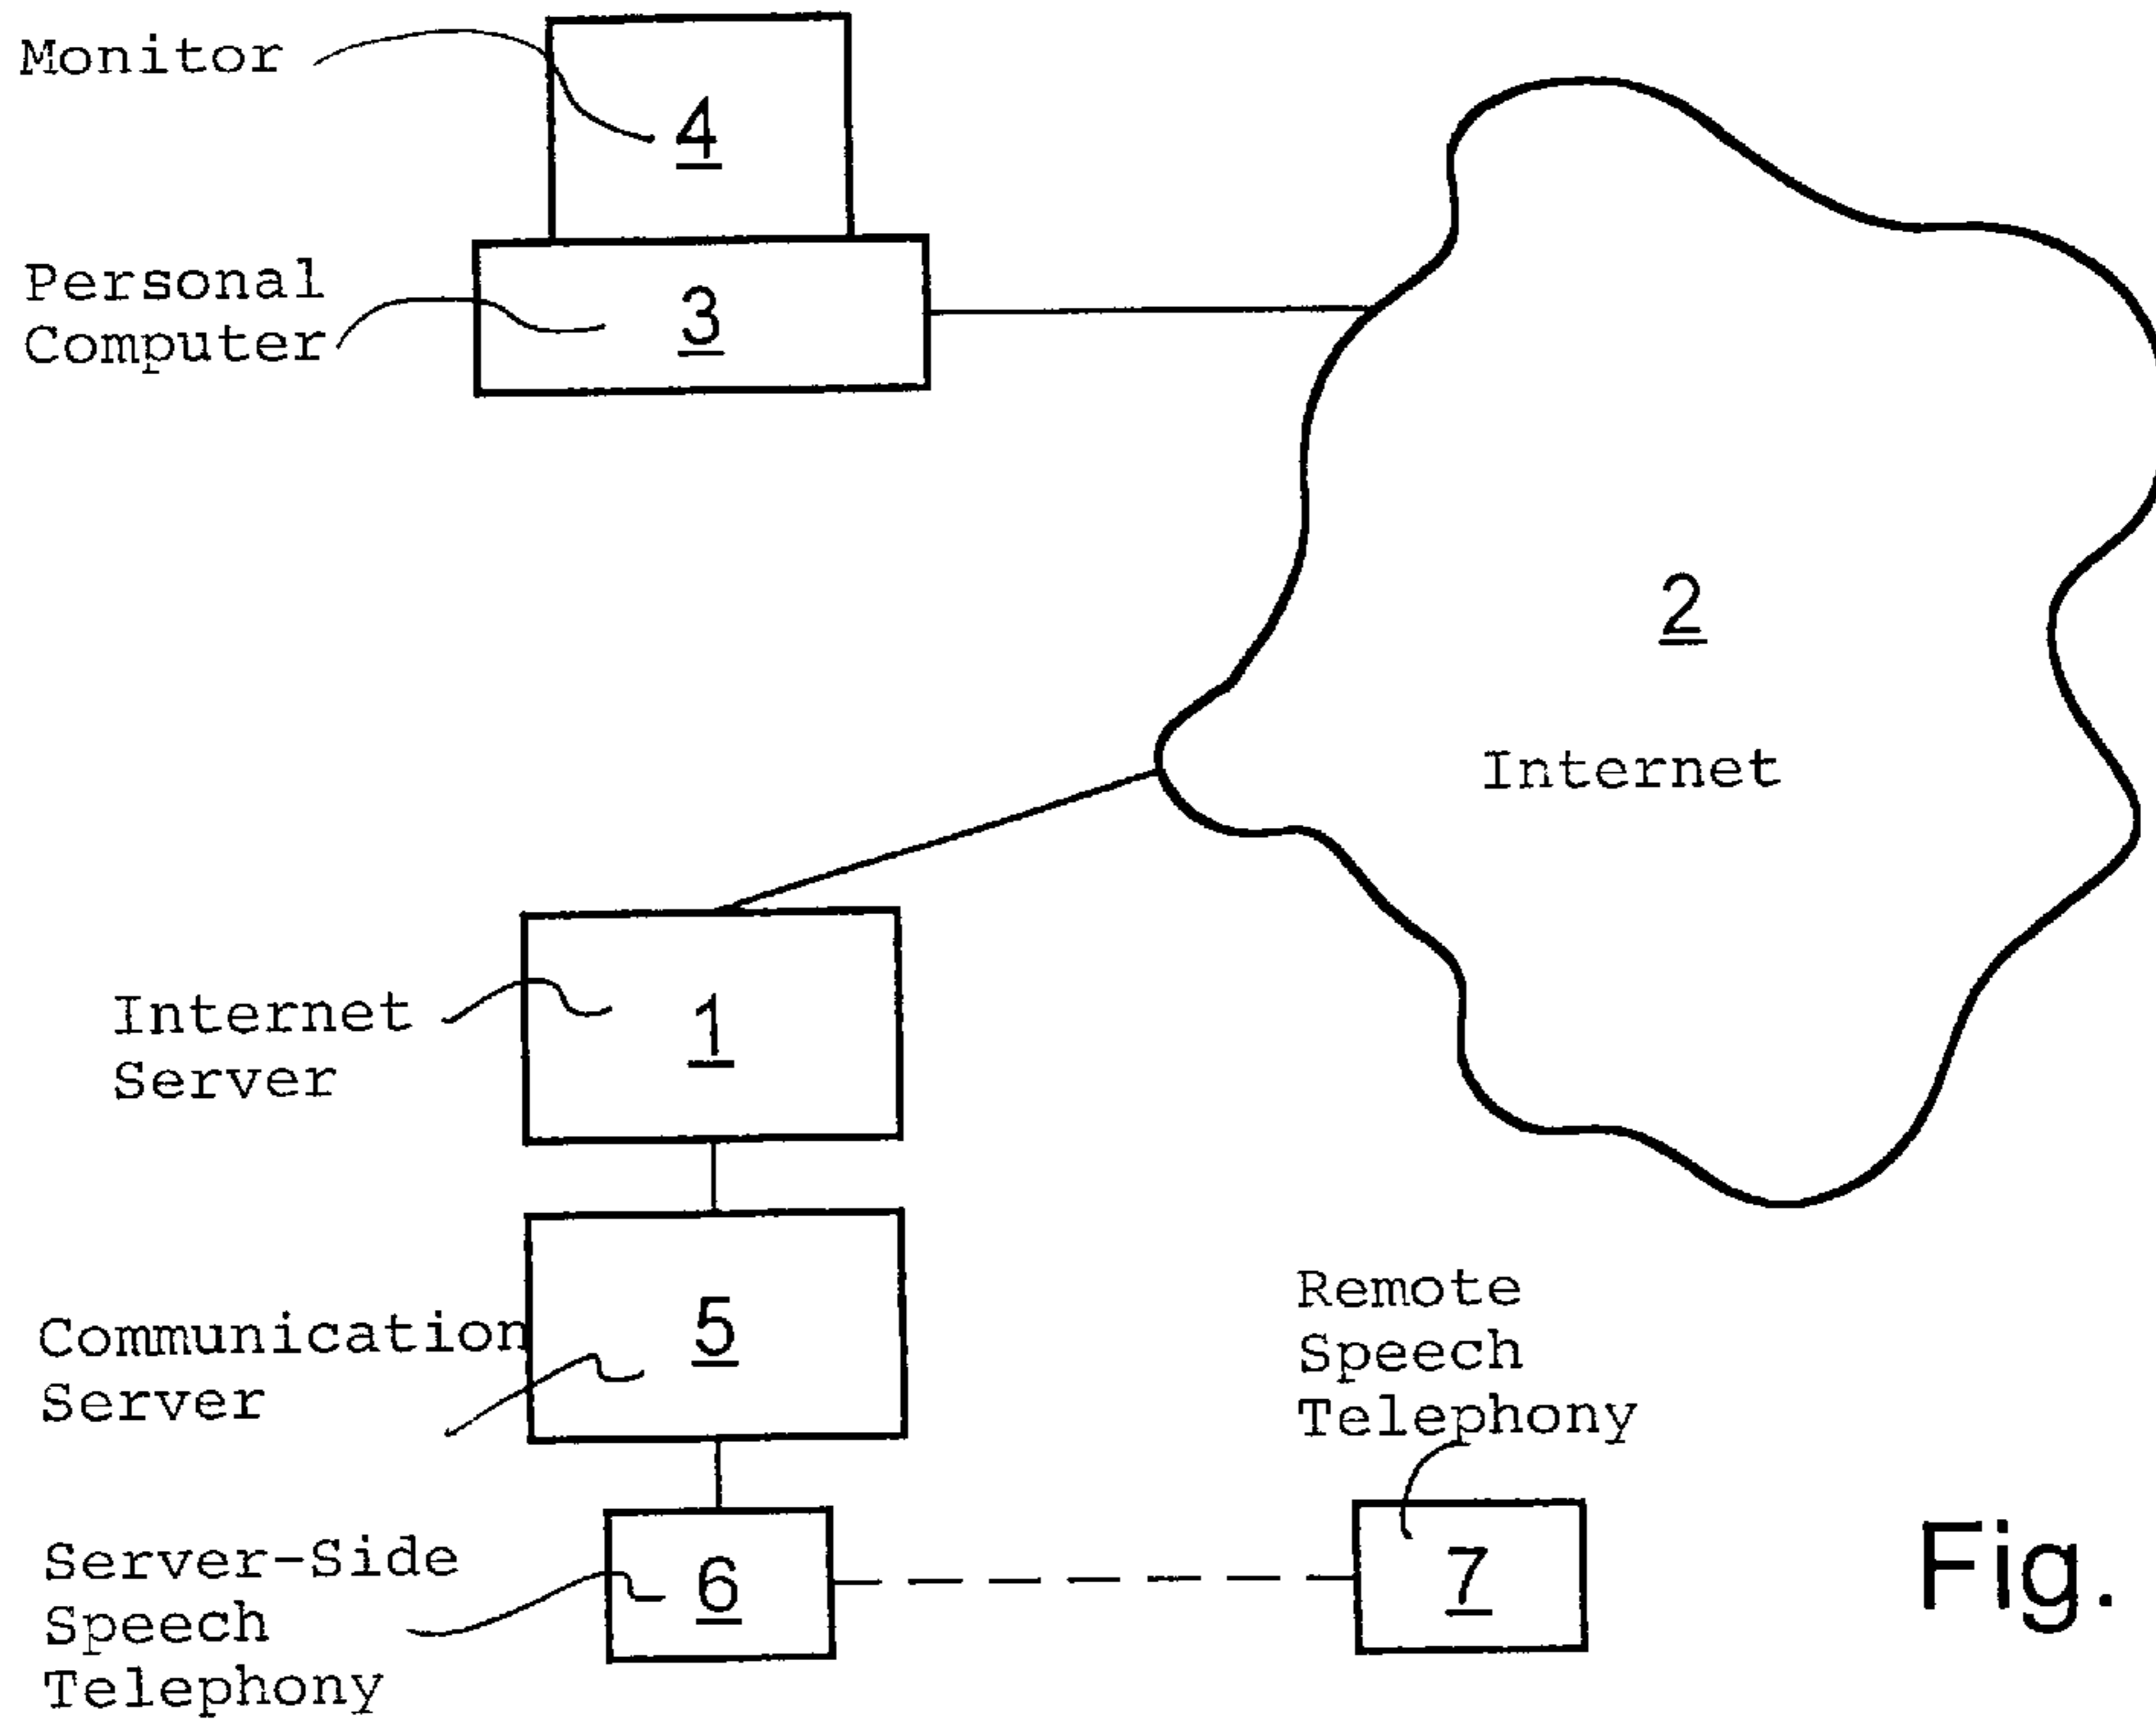 Monitor
4
Personal
Computer
3
2
Internet
Internet
Server
1
Communication
Server
5
Remote
Speech
Telephony
Server-Side
Speech
Telephony
6
7
Fig.